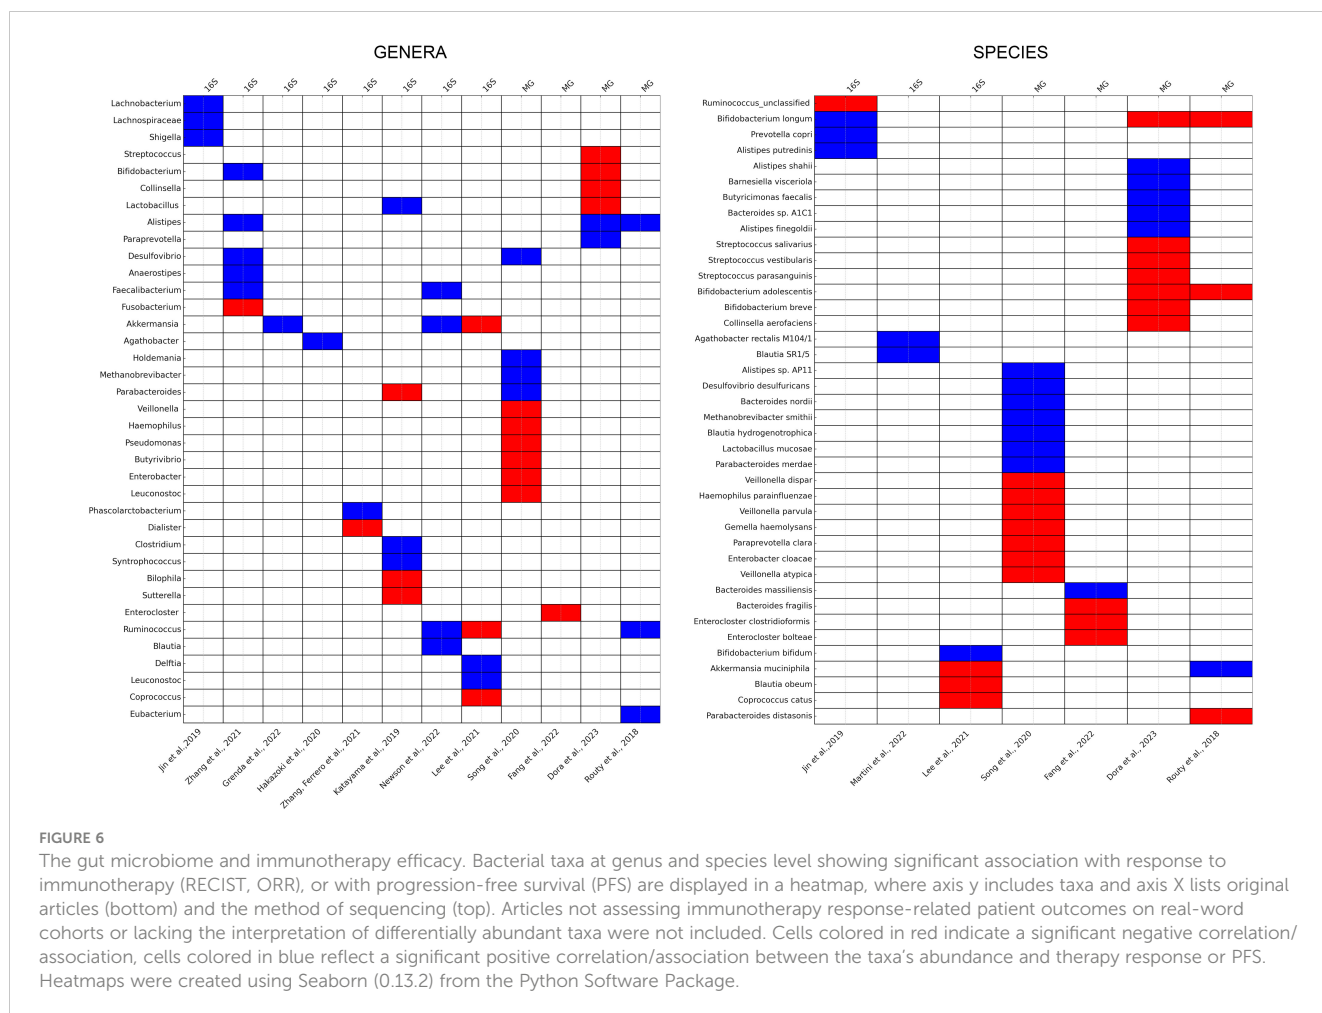 GENERA
16S 16S 16S 16S 16S 16S 16S 16S MG MG MG MG
Lachnobacterium
Lachnospiraceae
Shigella
Streptococcus
Bifidobacterium
Collinsella
Lactobacillus
Alistipes
Paraprevotella
Desulfovibrio
Anaerostipes
Faecalibacterium
Fusobacterium
Akkermansia
Agathobacter
Holdemania
Methanobrevibacter
Parabacteroides
Veillonella
Haemophilus
Pseudomonas
Butyrivibrio
Enterobacter
Leuconostoc
Phascolarctobacterium
Dialister
Clostridium
Syntrophococcus
Bilophila
Sutterella
Enterocloster
Ruminococcus
Blautia
Delftia
Leuconostoc
Coprococcus
Eubacterium
Jin et al.,2019
Zhang et al., 2021
Grenda et al., 2022
Hakazoki et al., 2020
Zhang, Ferrero et al., 2021
Katayama et al., 2019
Newson et al., 2022
Lee et al., 2021
Song et al., 2020
Fang et al., 2022
Dora et al., 2023
Routy et al., 2018
SPECIES
16S 16S 16S MG MG MG MG
Ruminococcus_unclassified
Bifidobacterium longum
Prevotella copri
Alistipes putredinis
Alistipes shahii
Barnesiella visceriola
Butyricimonas faecalis
Bacteroides sp. A1C1
Alistipes finegoldii
Streptococcus salivarius
Streptococcus vestibularis
Streptococcus parasanguinis
Bifidobacterium adolescentis
Bifidobacterium breve
Collinsella aerofaciens
Agathobacter rectalis M104/1
Blautia SR1/5
Alistipes sp. AP11
Desulfovibrio desulfuricans
Bacteroides nordii
Methanobrevibacter smithii
Blautia hydrogenotrophica
Lactobacillus mucosae
Parabacteroides merdae
Veillonella dispar
Haemophilus parainfluenzae
Veillonella parvula
Gemella haemolysans
Paraprevotella clara
Enterobacter cloacae
Veillonella atypica
Bacteroides massiliensis
Bacteroides fragilis
Enterocloster clostridioformis
Enterocloster bolteae
Bifidobacterium bifidum
Akkermansia muciniphila
Blautia obeum
Coprococcus catus
Parabacteroides distasonis
Jin et al.,2019
Martini et al., 2022
Lee et al., 2021
Song et al., 2020
Fang et al., 2022
Dora et al., 2023
Routy et al., 2018
FIGURE 6
The gut microbiome and immunotherapy efficacy. Bacterial taxa at genus and species level showing significant association with response to
immunotherapy (RECIST, ORR), or with progression-free survival (PFS) are displayed in a heatmap, where axis y includes taxa and axis X lists original
articles (bottom) and the method of sequencing (top). Articles not assessing immunotherapy response-related patient outcomes on real-word
cohorts or lacking the interpretation of differentially abundant taxa were not included. Cells colored in red indicate a significant negative correlation/
association, cells colored in blue reflect a significant positive correlation/association between the taxa's abundance and therapy response or PFS.
Heatmaps were created using Seaborn (0.13.2) from the Python Software Package.